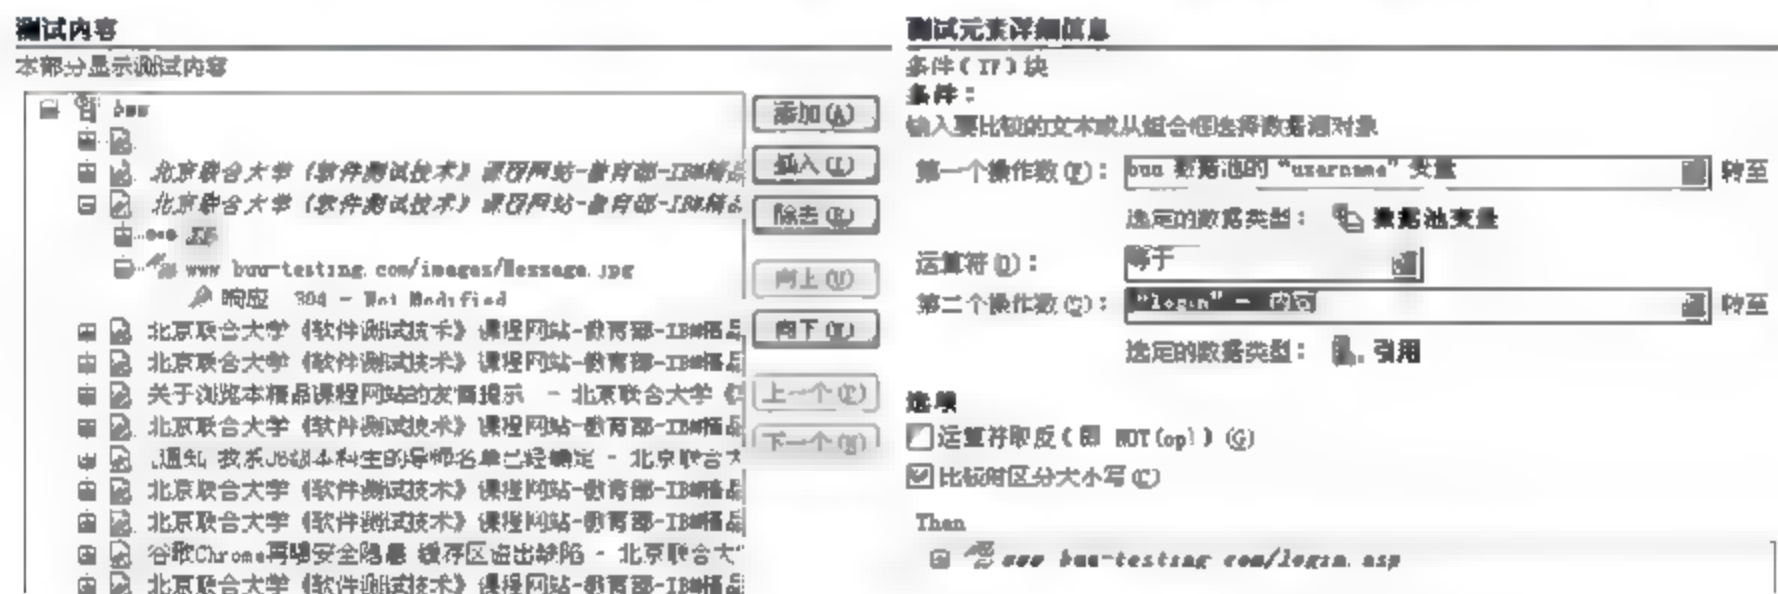 测试内容
本部分显示测试内容
buu
北京联合大学《软件测试技术》课程网站-教育部-IBM精品
北京联合大学《软件测试技术》课程网站-教育部-IBM精品
www buu-testing.com/images/Message.jpg
响应 304 - Not Modified
北京联合大学《软件测试技术》课程网站-教育部-IBM精品
北京联合大学《软件测试技术》课程网站-教育部-IBM精品
关于浏览本精品课程网站的友情提示 - 北京联合大学《
北京联合大学《软件测试技术》课程网站-教育部-IBM精品
通知 我系06级本科生的导师名单已经确定 - 北京联合大
北京联合大学《软件测试技术》课程网站-教育部-IBM精品
北京联合大学《软件测试技术》课程网站-教育部-IBM精品
谷歌Chrome再曝安全隐患 缓存区溢出缺陷 - 北京联合大
北京联合大学《软件测试技术》课程网站-教育部-IBM精品
添加(A)
插入(I)
除去(R)
向上(U)
向下(W)
上一个(P)
下一个(N)
测试元素详细信息
条件(IF)块
条件:
输入要比较的文本或从组合框选择数据源对象
第一个操作数(F): buu 数据池的 “username” 变量 转至
选定的数据类型: 数据池变量
运算符(O): 等于
第二个操作数(S): "login" - 内容 转至
选定的数据类型: 引用
选项
运算符取反(即 NOT(op))(G)
比较时区分大小写(C)
Then
www buu-testing com/login.asp